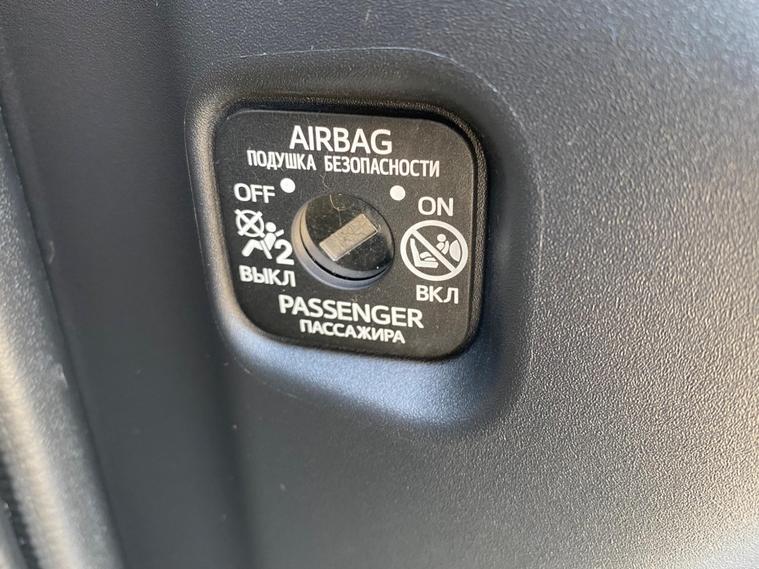 AIRBAG
ПОДУШКА БЕЗОПАСНОСТИ
OFF
ON
2
ВЫКЛ
ВКЛ
PASSENGER
ПАССАЖИРА